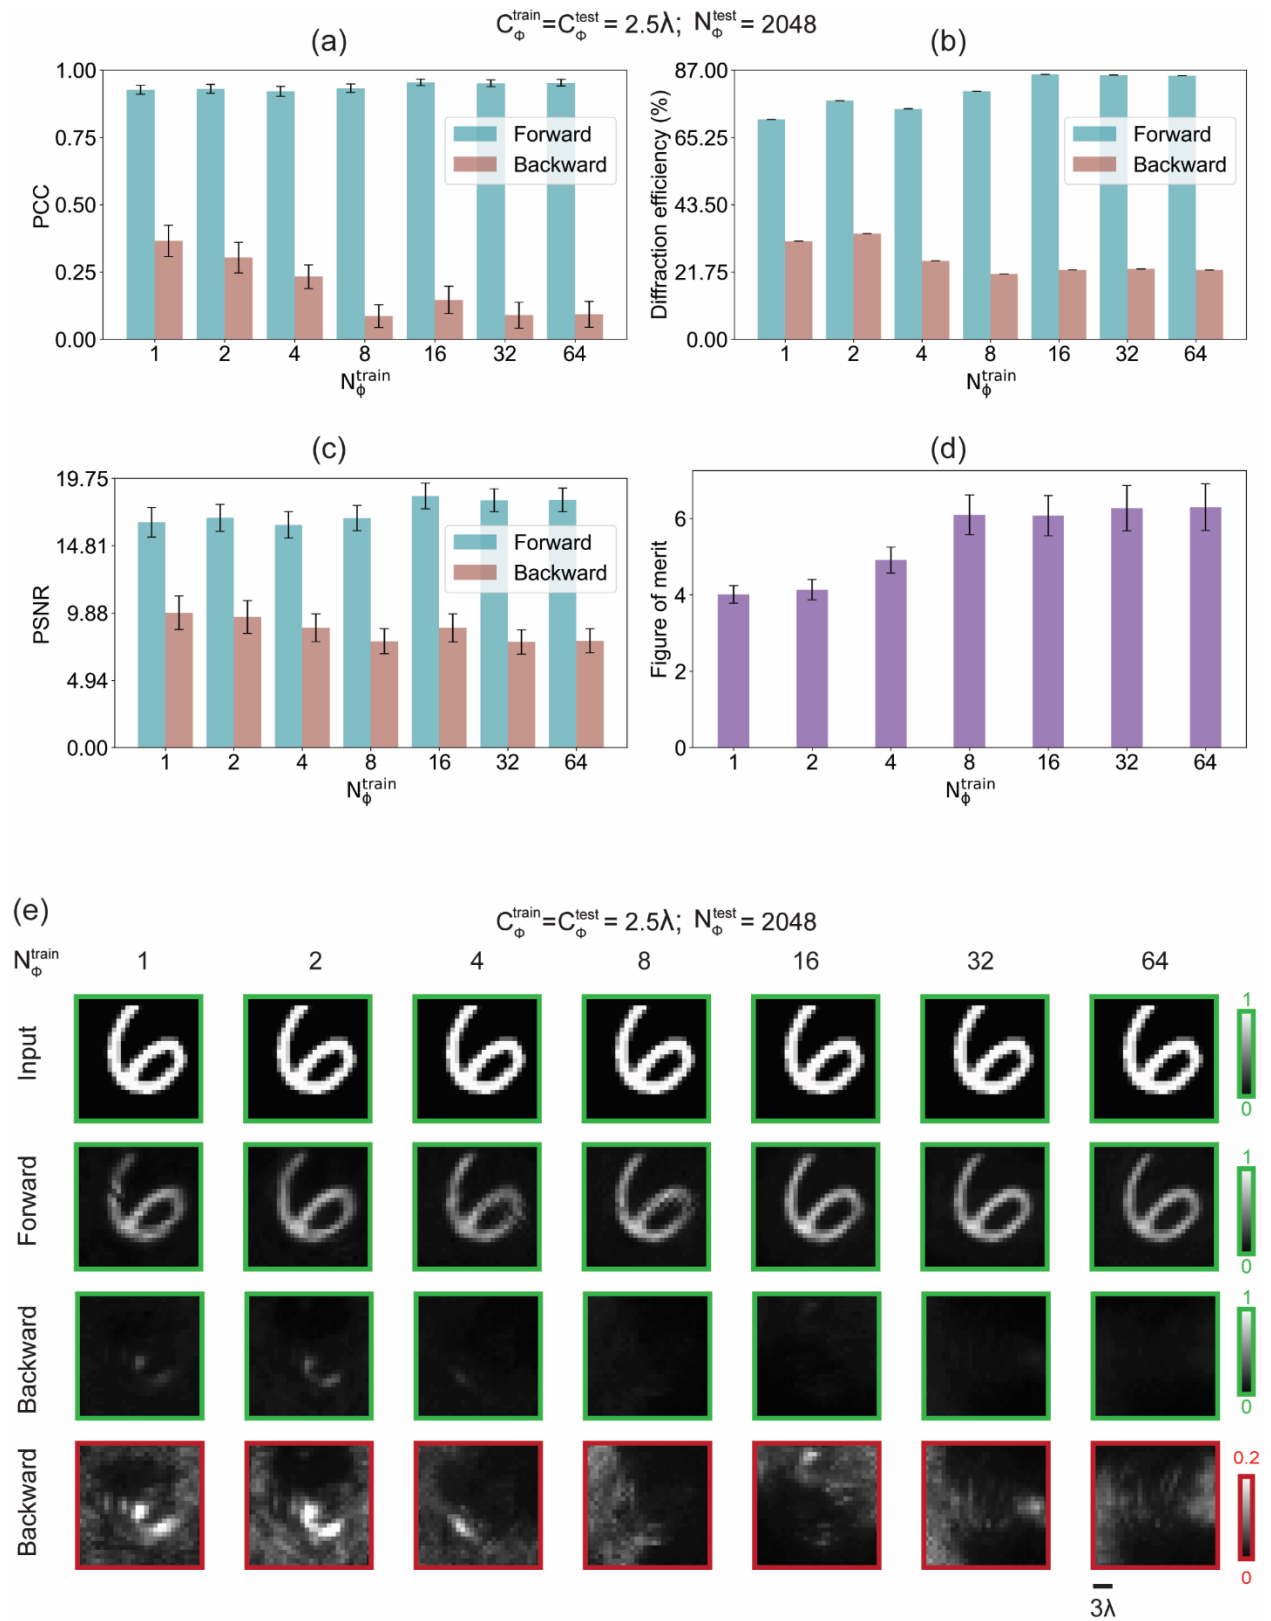 C_Φ^train=C_Φ^test = 2.5λ; N_Φ^test = 2048
(a)
1.00
0.75
0.50
0.25
0.00
PCC
Forward
Backward
1 2 4 8 16 32 64
N_ϕ^train
(b)
87.00
65.25
43.50
21.75
0.00
Diffraction efficiency (%)
Forward
Backward
1 2 4 8 16 32 64
N_ϕ^train
(c)
19.75
14.81
9.88
4.94
0.00
PSNR
Forward
Backward
1 2 4 8 16 32 64
N_ϕ^train
(d)
6
4
2
0
Figure of merit
1 2 4 8 16 32 64
N_ϕ^train
(e)
C_Φ^train=C_Φ^test = 2.5λ; N_Φ^test = 2048
N_Φ^train 1 2 4 8 16 32 64
Input
1
0
Forward
1
0
Backward
1
0
Backward
0.2
0
3λ